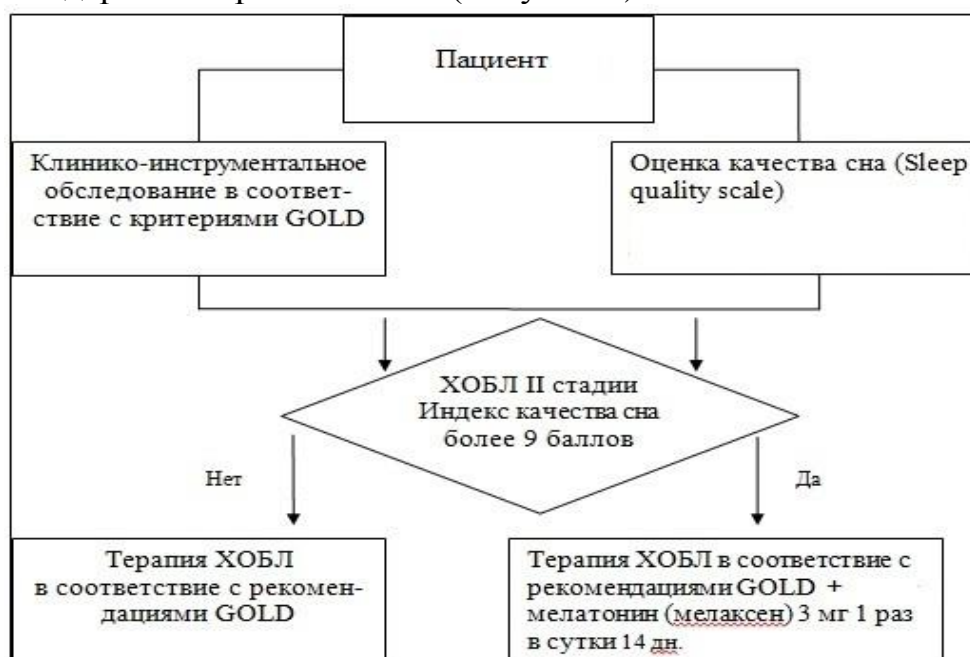 Пациент
Клинико-инструментальное
обследование в соответ-
ствие с критериями GOLD
Оценка качества сна (Sleep
quality scale)
ХОБЛ II стадии
Индекс качества сна
более 9 баллов
Нет
Да
Терапия ХОБЛ
в соответствие с рекомен-
дациями GOLD
Терапия ХОБЛ в соответствие с
рекомендациями GOLD +
мелатонин (мелаксен) 3 мг 1 раз
в сутки 14 дн.